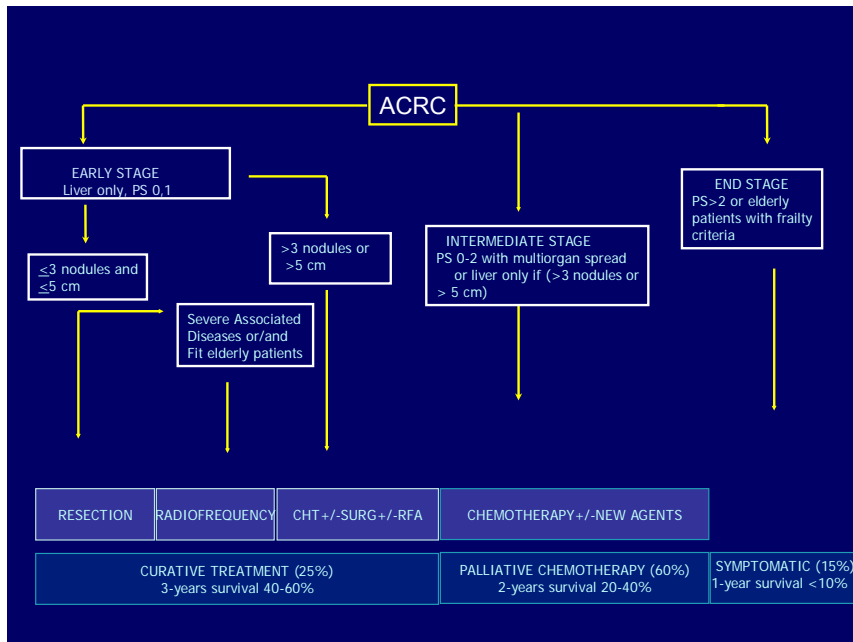 ACRC
EARLY STAGE
Liver only, PS 0,1
END STAGE
PS>2 or elderly
patients with frailty
criteria
>3 nodules or
>5 cm
INTERMEDIATE STAGE
PS 0-2 with multiorgan spread
or liver only if (>3 nodules or
> 5 cm)
≤3 nodules and
≤5 cm
Severe Associated
Diseases or/and
Fit elderly patients
RESECTION
RADIOFREQUENCY
CHT+/-SURG+/-RFA
CHEMOTHERAPY+/-NEW AGENTS
CURATIVE TREATMENT (25%)
3-years survival 40-60%
PALLIATIVE CHEMOTHERAPY (60%)
2-years survival 20-40%
SYMPTOMATIC (15%)
1-year survival <10%